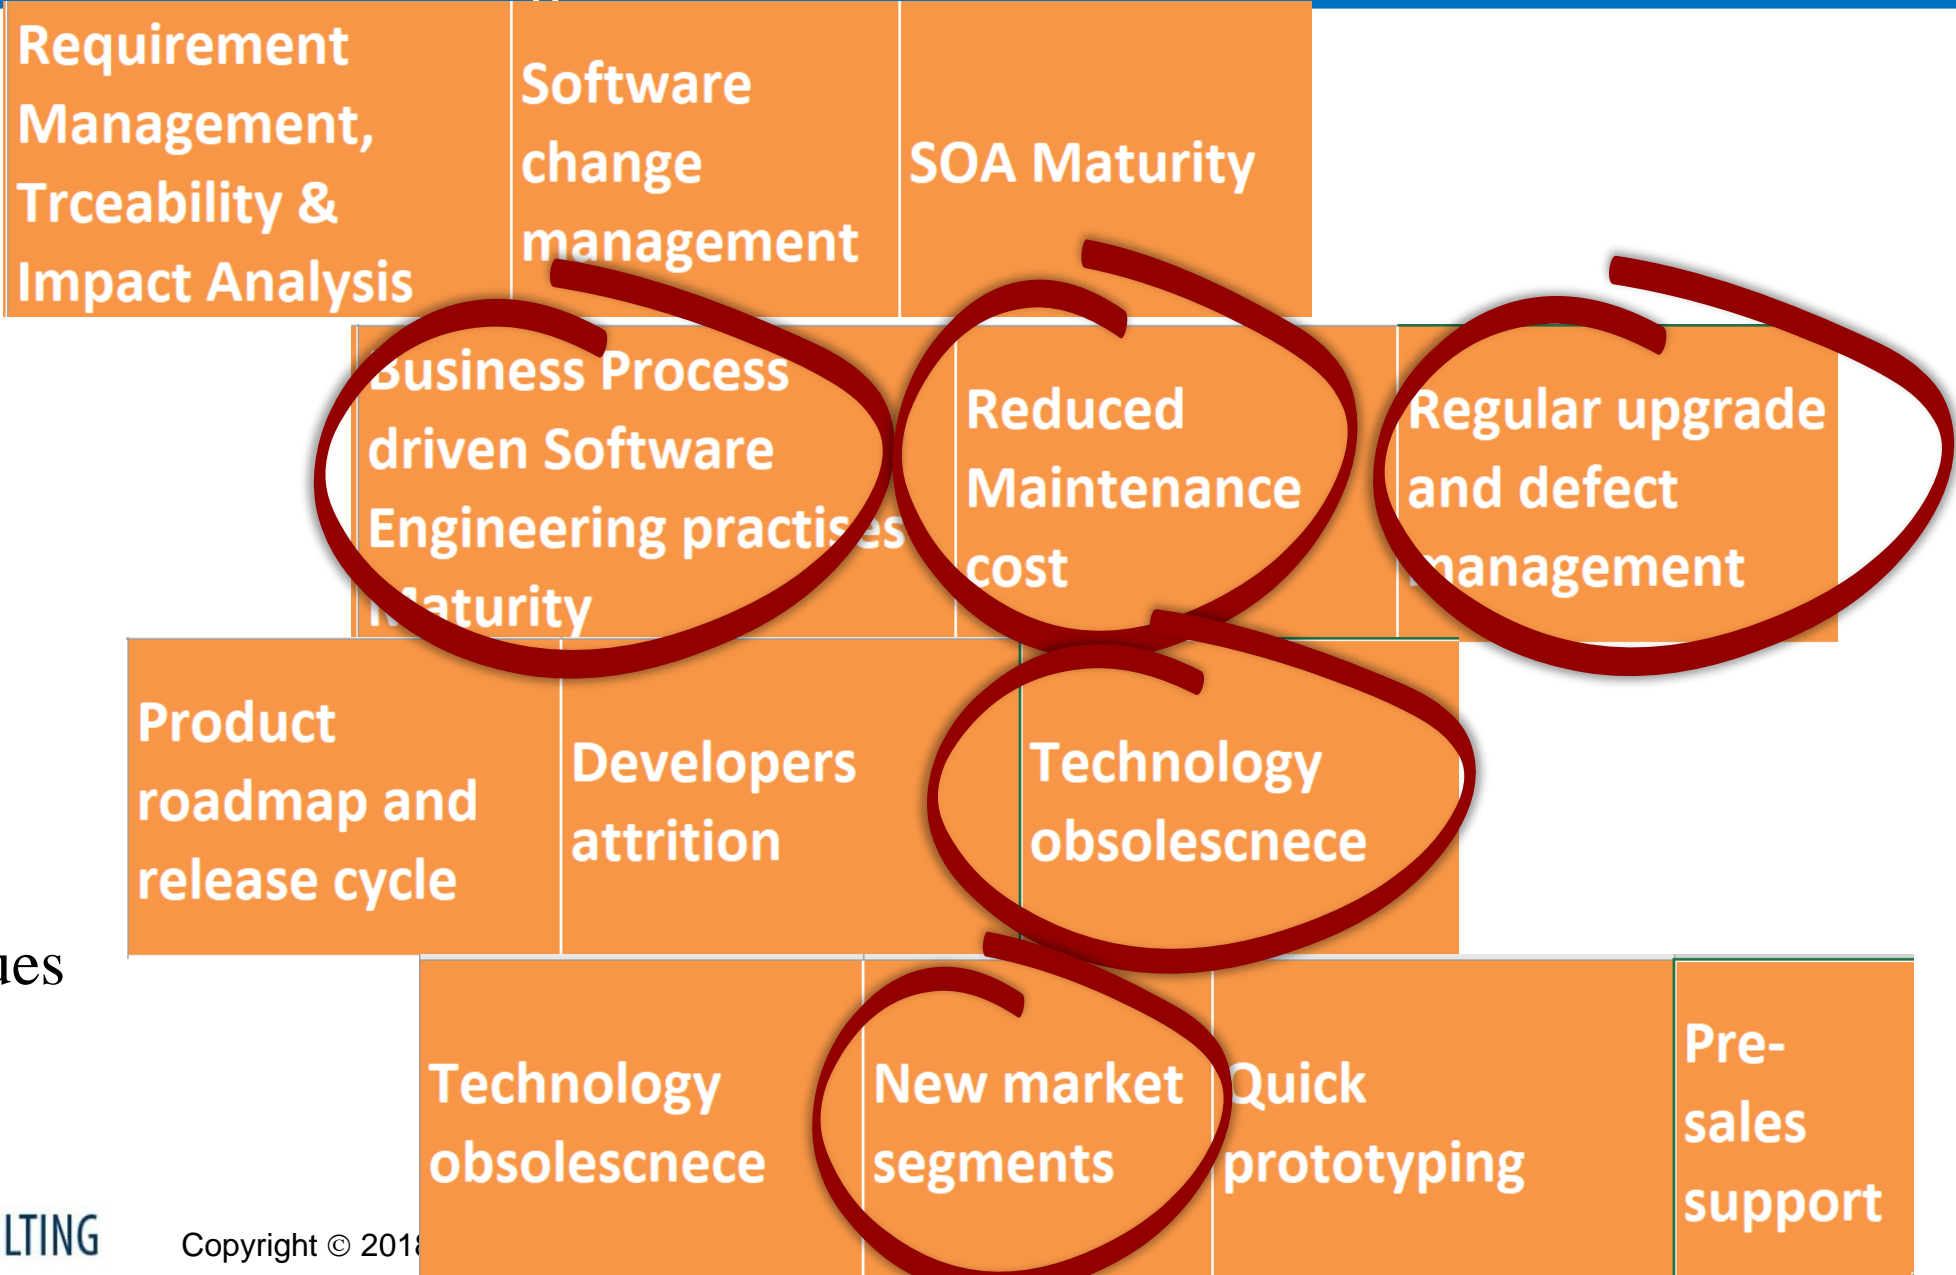 Requirement
Management,
Trceability &
Impact Analysis
Software
change
management
SOA Maturity
Business Process
driven Software
Engineering practises
Maturity
Reduced
Maintenance
cost
Regular upgrade
and defect
management
Product
roadmap and
release cycle
Developers
attrition
Technology
obsolescnece
ues
Technology
obsolescnece
New market
segments
Quick
prototyping
Pre-
sales
support
LTING
Copyright © 2018